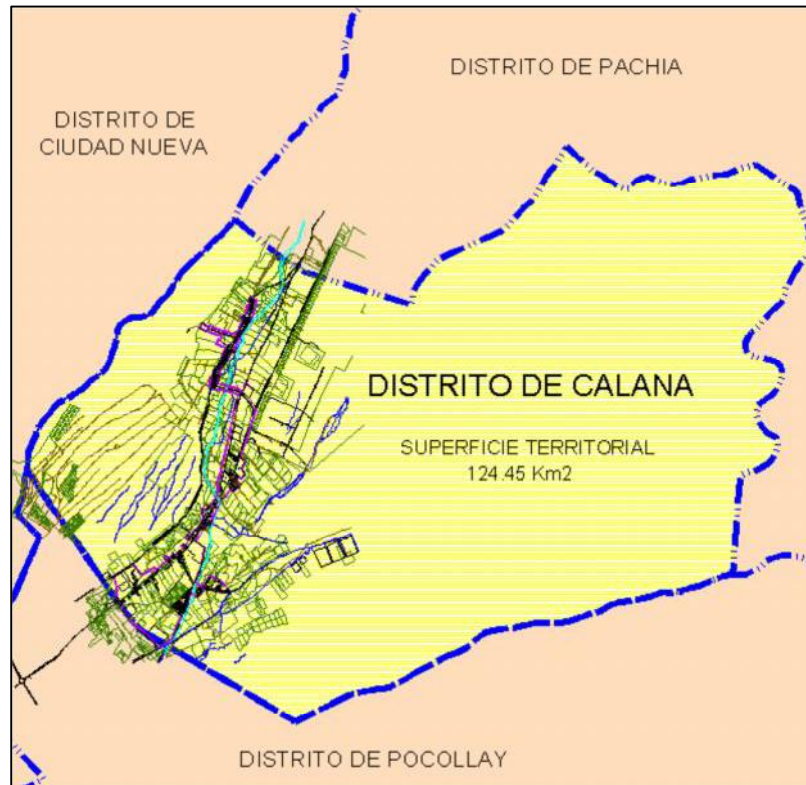 DISTRITO DE PACHIA
DISTRITO DE
CIUDAD NUEVA
DISTRITO DE CALANA
SUPERFICIE TERRITORIAL
124.45 Km2
DISTRITO DE POCOLLAY